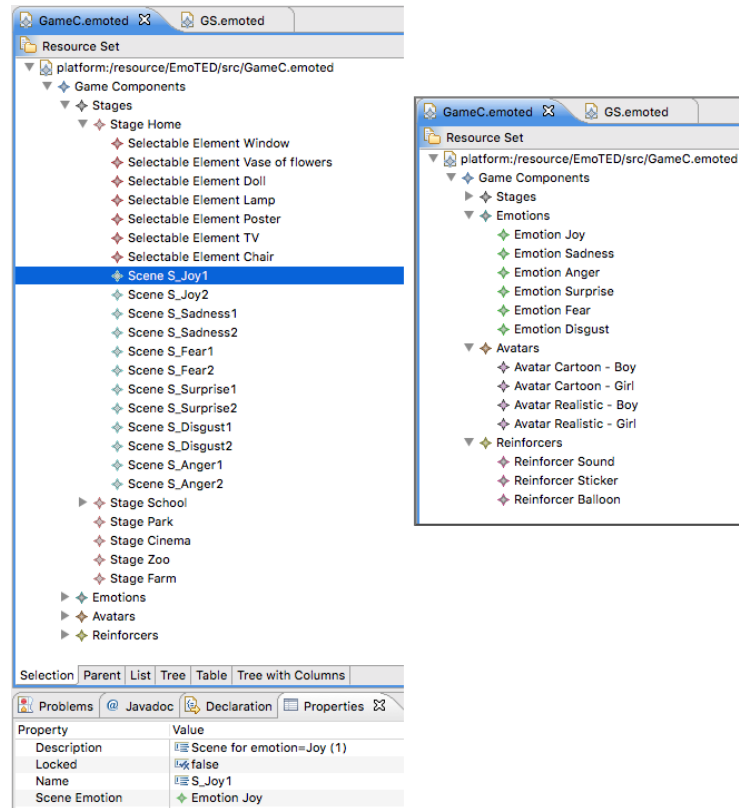 GameC.emoted GS.emoted
Resource Set
platform:/resource/EmoTED/src/GameC.emoted
Game Components
Stages
Stage Home
Selectable Element Window
Selectable Element Vase of flowers
Selectable Element Doll
Selectable Element Lamp
Selectable Element Poster
Selectable Element TV
Selectable Element Chair
Scene S_Joy1
Scene S_Joy2
Scene S_Sadness1
Scene S_Sadness2
Scene S_Fear1
Scene S_Fear2
Scene S_Surprise1
Scene S_Surprise2
Scene S_Disgust1
Scene S_Disgust2
Scene S_Anger1
Scene S_Anger2
Stage School
Stage Park
Stage Cinema
Stage Zoo
Stage Farm
Emotions
Avatars
Reinforcers
Selection Parent List Tree Table Tree with Columns
Problems @ Javadoc Declaration Properties
Property Value
Description Scene for emotion=Joy (1)
Locked false
Name S_Joy1
Scene Emotion Emotion Joy
GameC.emoted GS.emoted
Resource Set
platform:/resource/EmoTED/src/GameC.emoted
Game Components
Stages
Emotions
Emotion Joy
Emotion Sadness
Emotion Anger
Emotion Surprise
Emotion Fear
Emotion Disgust
Avatars
Avatar Cartoon - Boy
Avatar Cartoon - Girl
Avatar Realistic - Boy
Avatar Realistic - Girl
Reinforcers
Reinforcer Sound
Reinforcer Sticker
Reinforcer Balloon